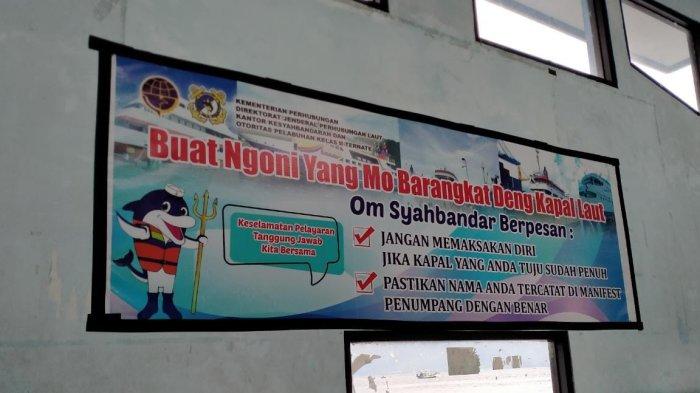 KEMENTERIAN PERHUBUNGAN
DIREKTORAT JENDERAL PERHUBUNGAN LAUT
KANTOR KESYAHBANDARAN DAN
OTORITAS PELABUHAN KELAS II TERNATE
Buat Ngoni Yang Mo Barangkat Deng Kapal Laut
Om Syahbandar Berpesan :
Keselamatan Pelayaran
Tanggung Jawab
Kita Bersama
JANGAN MEMAKSAKAN DIRI
JIKA KAPAL YANG ANDA TUJU SUDAH PENUH
PASTIKAN NAMA ANDA TERCATAT DI MANIFEST
PENUMPANG DENGAN BENAR